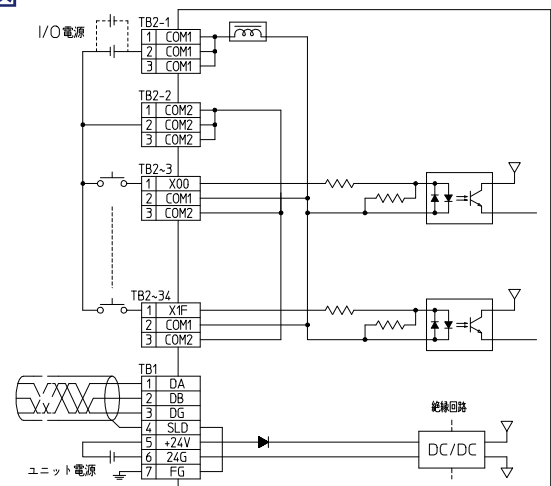 I/O電源
TB2-1
1 COM1
2 COM1
3 COM1
TB2-2
1 COM2
2 COM2
3 COM2
TB2~3
1 X00
2 COM1
3 COM2
TB2~34
1 X1F
2 COM1
3 COM2
TB1
1 DA
2 DB
3 DG
4 SLD
5 +24V
6 24G
7 FG
ユニット電源
絶縁回路
DC/DC